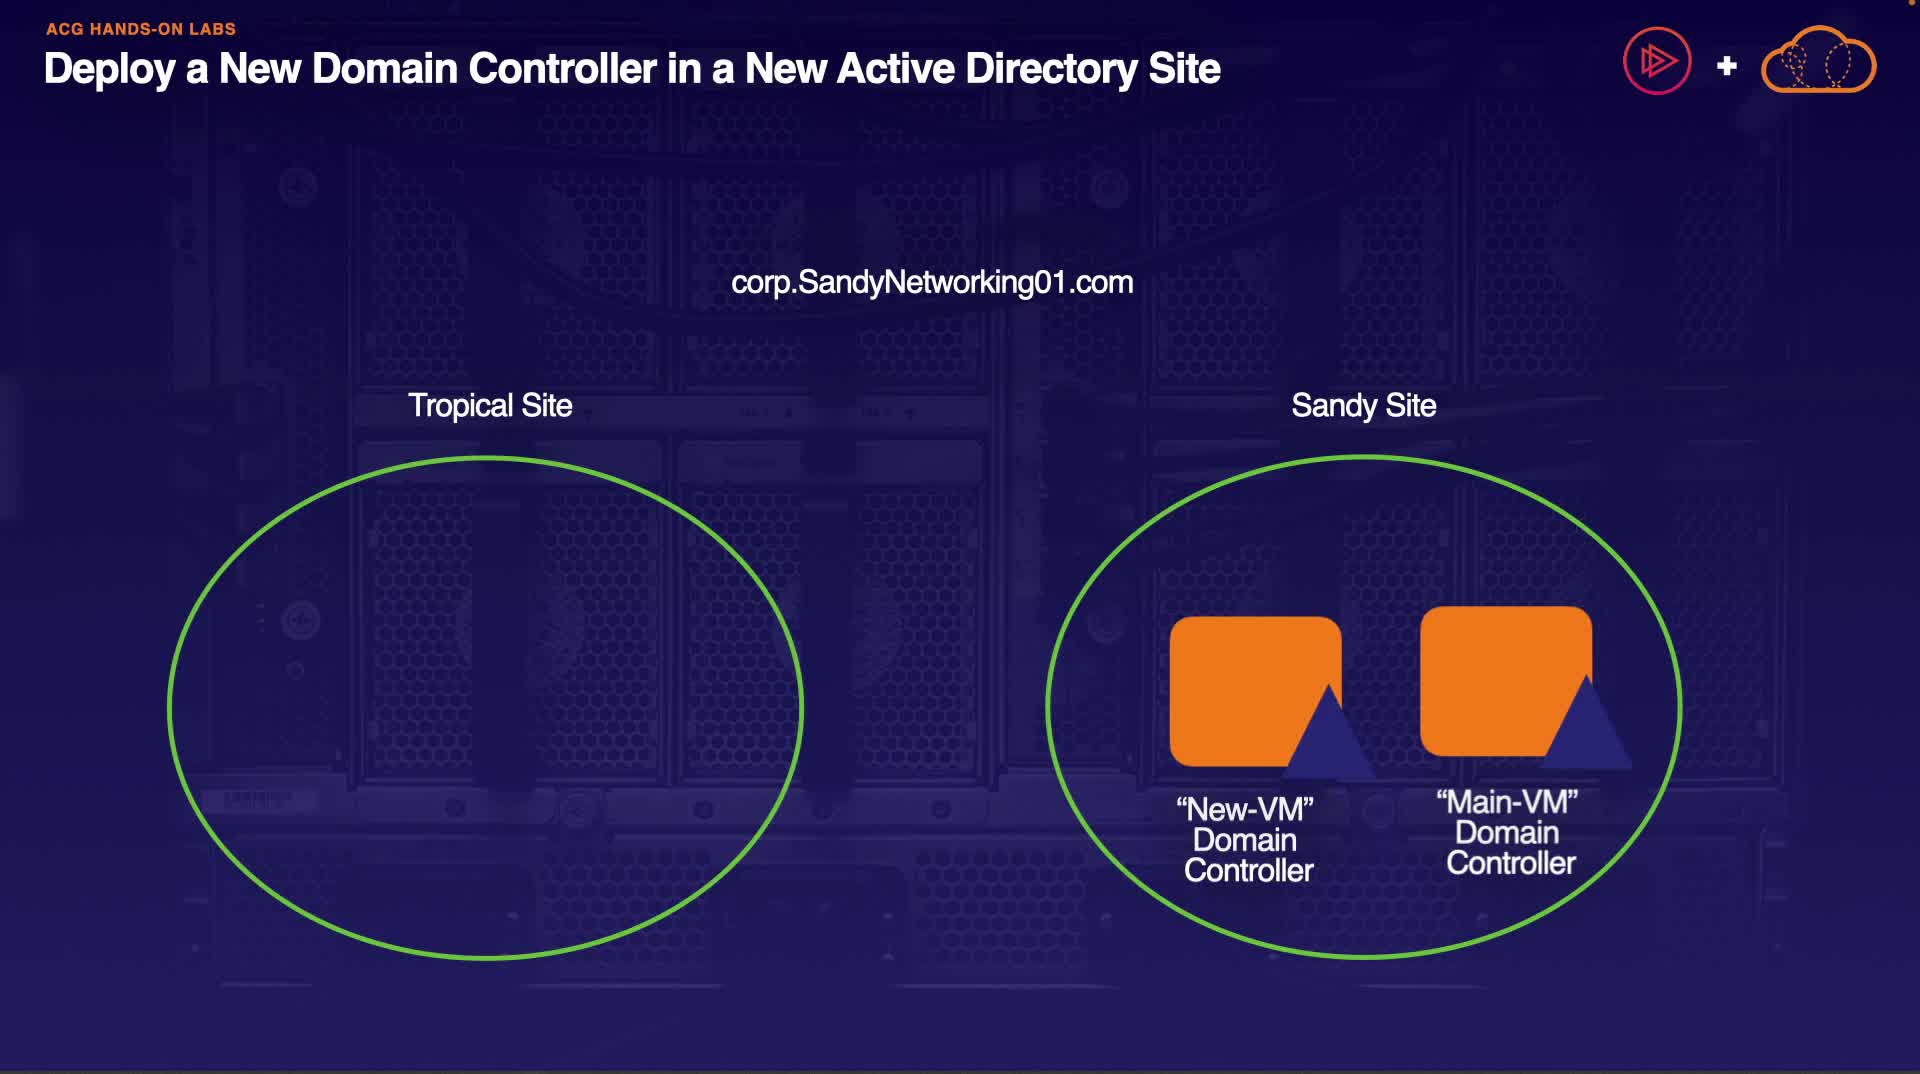 ACG HANDS-ON LABS
Deploy a New Domain Controller in a New Active Directory Site
corp.SandyNetworking01.com
Tropical Site
Sandy Site
“New-VM”
Domain
Controller
“Main-VM”
Domain
Controller